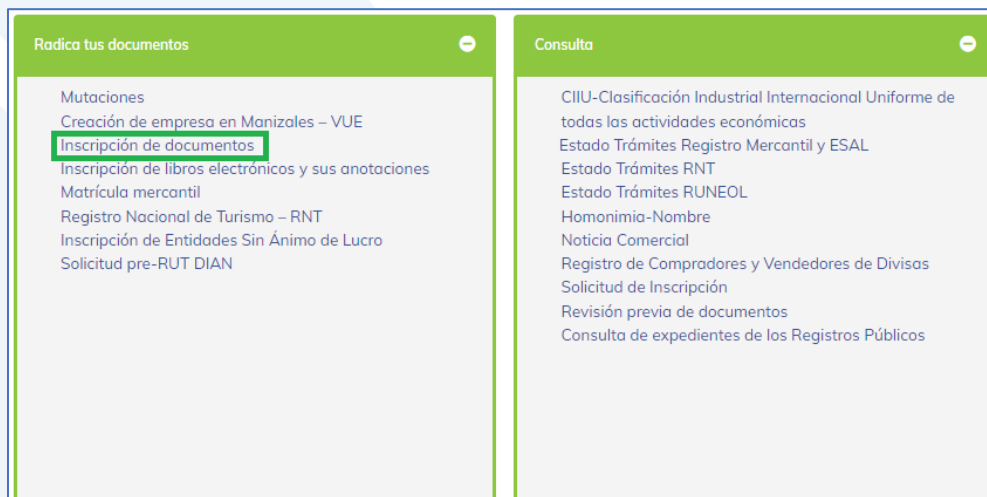 Radica tus documentos
Mutaciones
Creación de empresa en Manizales – VUE
Inscripción de documentos
Inscripción de libros electrónicos y sus anotaciones
Matrícula mercantil
Registro Nacional de Turismo – RNT
Inscripción de Entidades Sin Ánimo de Lucro
Solicitud pre-RUT DIAN
Consulta
CIIU-Clasificación Industrial Internacional Uniforme de
todas las actividades económicas
Estado Trámites Registro Mercantil y ESAL
Estado Trámites RNT
Estado Trámites RUNEOL
Homonimia-Nombre
Noticia Comercial
Registro de Compradores y Vendedores de Divisas
Solicitud de Inscripción
Revisión previa de documentos
Consulta de expedientes de los Registros Públicos